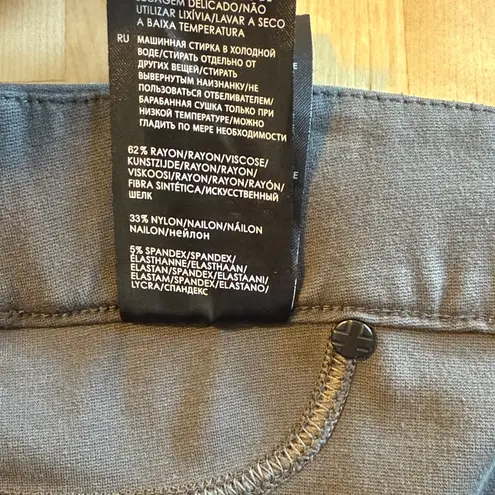 SECAGEM DELICADO/NÃO
UTILIZAR LIXÍVIA/LAVAR A SECO
A BAIXA TEMPERATURA
RU МАШИННАЯ СТИРКА В ХОЛОДНОЙ
ВОДЕ/СТИРАТЬ ОТДЕЛЬНО ОТ
ДРУГИХ ВЕЩЕЙ/СТИРАТЬ
ВЫВЕРНУТЫМ НАИЗНАНКУ/НЕ
ПОЛЬЗОВАТЬСЯ ОТБЕЛИВАТЕЛЕМ/
БАРАБАННАЯ СУШКА ТОЛЬКО ПРИ
НИЗКОЙ ТЕМПЕРАТУРЕ/МОЖНО
ГЛАДИТЬ ПО МЕРЕ НЕОБХОДИМОСТИ
62% RAYON/RAYON/VISCOSE/
KUNSTZIJDE/RAYON/RAYON/
VISKOOSI/RAYON/RAYON/RAYÓN/
FIBRA SINTÉTICA/ИСКУССТВЕННЫЙ
ШЕЛК
33% NYLON/NAILON/NÁILON
NAILON/нейлон
5% SPANDEX/SPANDEX/
ÉLASTHANNE/ELASTHAAN/
ELASTAN/SPANDEX/ELASTAANI/
ELASTAM/SPANDEX/ELASTANO/
LYCRA/СПАНДЕКС
E
E